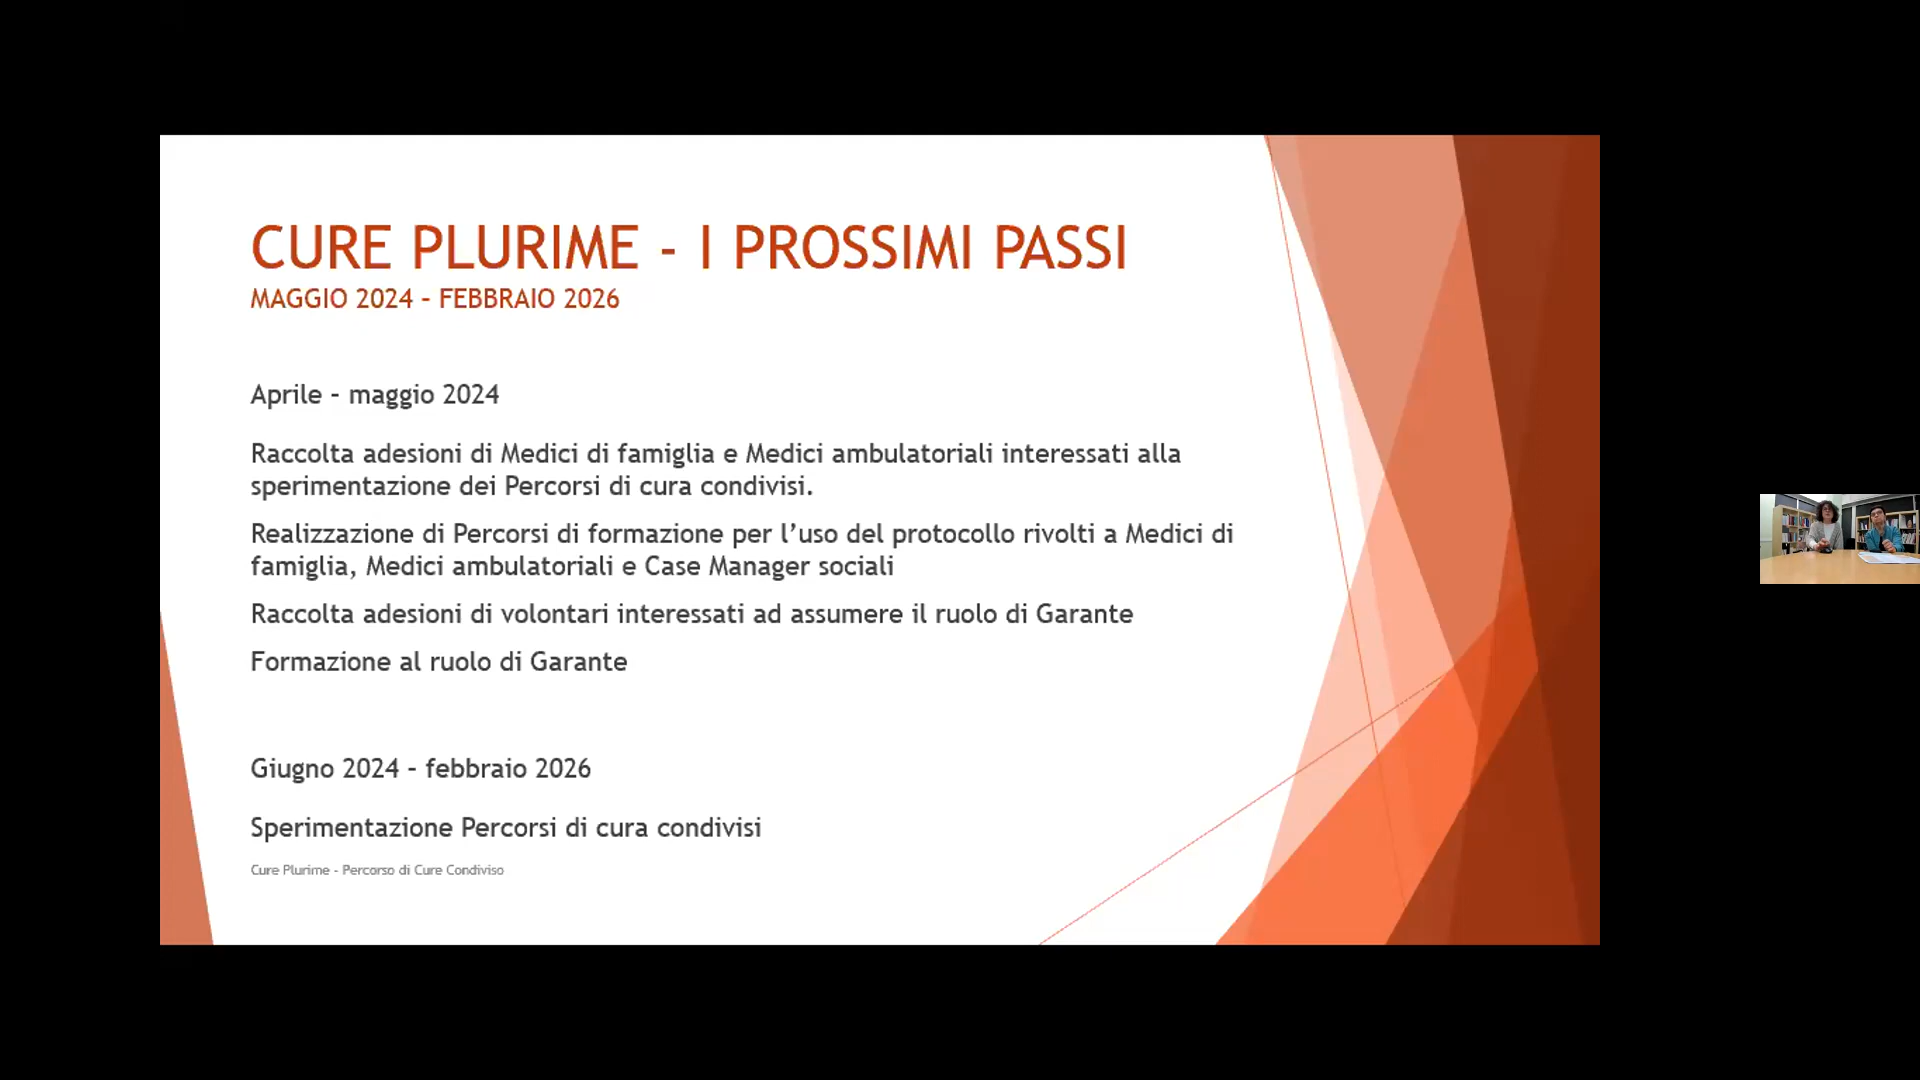 CURE PLURIME - I PROSSIMI PASSI
MAGGIO 2024 – FEBBRAIO 2026
Aprile – maggio 2024
Raccolta adesioni di Medici di famiglia e Medici ambulatoriali interessati alla
sperimentazione dei Percorsi di cura condivisi.
Realizzazione di Percorsi di formazione per l’uso del protocollo rivolti a Medici di
famiglia, Medici ambulatoriali e Case Manager sociali
Raccolta adesioni di volontari interessati ad assumere il ruolo di Garante
Formazione al ruolo di Garante
Giugno 2024 – febbraio 2026
Sperimentazione Percorsi di cura condivisi
Cure Plurime - Percorso di Cure Condiviso